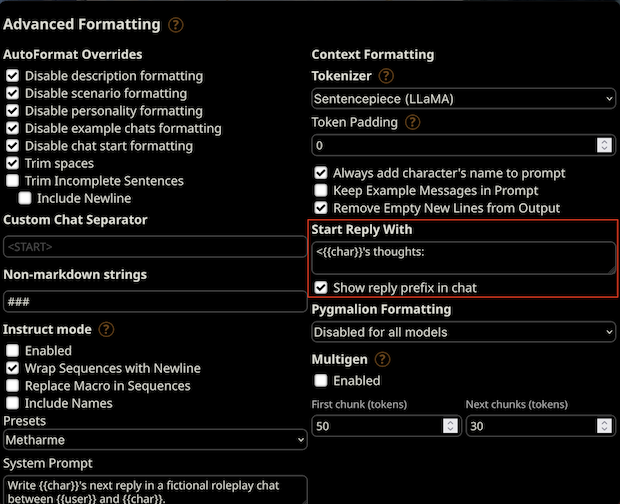 Advanced Formatting ?
AutoFormat Overrides
Disable description formatting
Disable scenario formatting
Disable personality formatting
Disable example chats formatting
Disable chat start formatting
Trim spaces
Trim Incomplete Sentences
Include Newline
Custom Chat Separator
<START>
Non-markdown strings
###
Instruct mode ?
Enabled
Wrap Sequences with Newline
Replace Macro in Sequences
Include Names
Presets
Metharme
System Prompt
Write {{char}}'s next reply in a fictional roleplay chat
between {{user}} and {{char}}.
Context Formatting
Tokenizer ?
Sentencepiece (LLaMA)
Token Padding ?
0
Always add character's name to prompt
Keep Example Messages in Prompt
Remove Empty New Lines from Output
Start Reply With
<{{char}}'s thoughts:
Show reply prefix in chat
Pygmalion Formatting
Disabled for all models
Multigen ?
Enabled
First chunk (tokens) Next chunks (tokens)
50 30